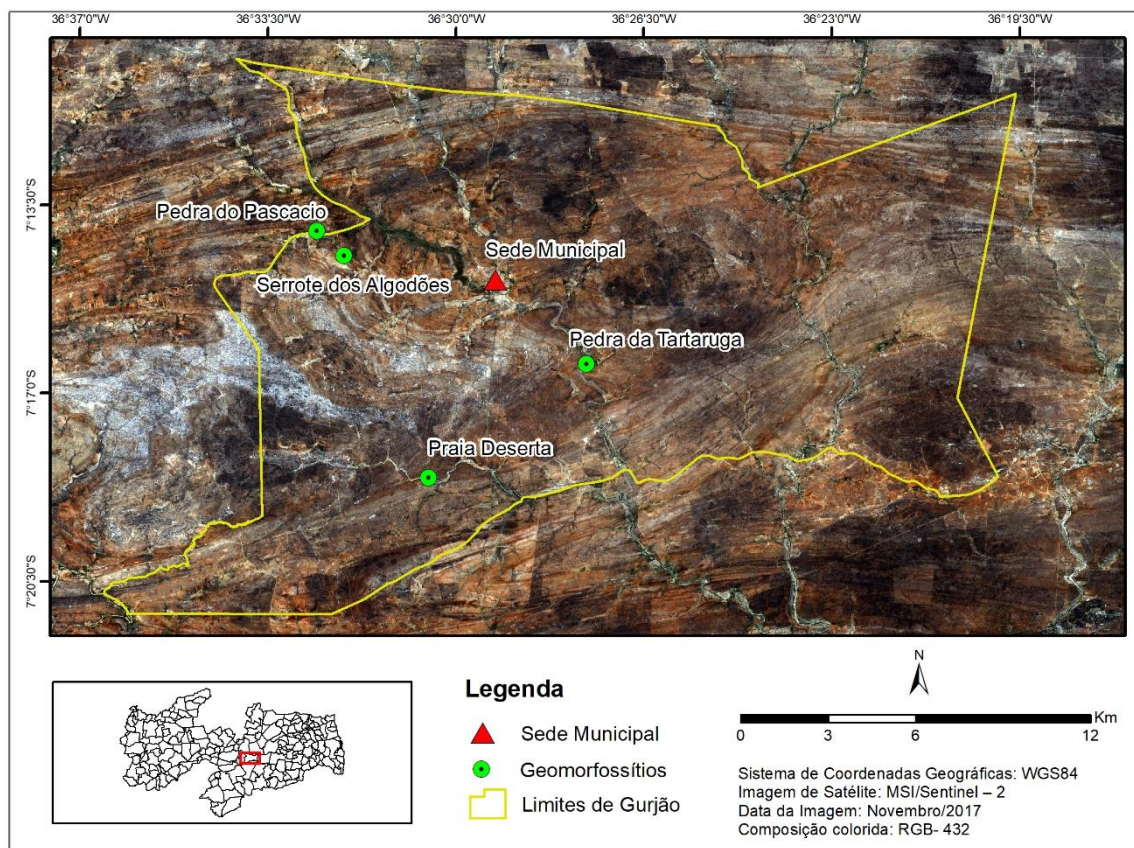 36°37'0"W 36°33'30"W 36°30'0"W 36°26'30"W 36°23'0"W 36°19'30"W
7°13'30"S
7°17'0"S
7°20'30"S
Pedra do Pascacio
Sede Municipal
Serrote dos Algodões
Pedra da Tartaruga
Praia Deserta
Legenda
Sede Municipal
Geomorfossítios
Limites de Gurjão
N
Km
0 3 6 12
Sistema de Coordenadas Geográficas: WGS84
Imagem de Satélite: MSI/Sentinel – 2
Data da Imagem: Novembro/2017
Composição colorida: RGB- 432